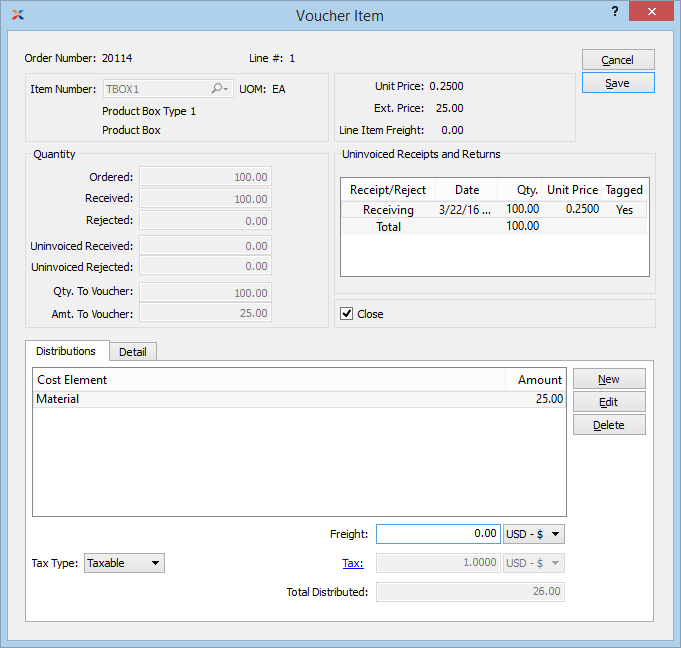 Voucher Item
?
Order Number: 20114 Line #: 1
Cancel
Save
Item Number: TBOX1 UOM: EA
Product Box Type 1
Product Box
Unit Price: 0.2500
Ext. Price: 25.00
Line Item Freight: 0.00
Quantity
Ordered: 100.00
Received: 100.00
Rejected: 0.00
Uninvoiced Received: 0.00
Uninvoiced Rejected: 0.00
Qty. To Voucher: 100.00
Amt. To Voucher: 25.00
Uninvoiced Receipts and Returns
Receipt/Reject Date Qty. Unit Price Tagged
Receiving 3/22/16 ... 100.00 0.2500 Yes
Total 100.00
Close
Distributions Detail
Cost Element Amount
Material 25.00
New
Edit
Delete
Freight: 0.00 USD - $
Tax Type: Taxable Tax: 1.0000 USD - $
Total Distributed: 26.00